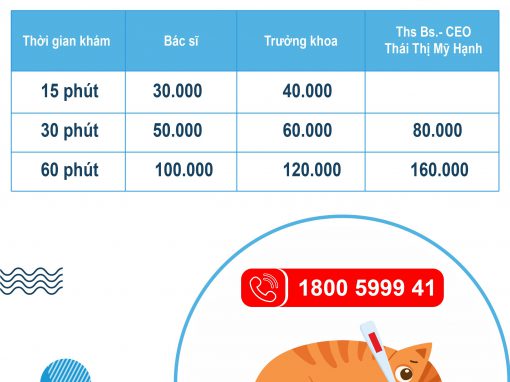 Thời gian khám Bác sĩ Trưởng khoa Ths Bs.- CEO
Thái Thị Mỹ Hạnh
15 phút 30.000 40.000
30 phút 50.000 60.000 80.000
60 phút 100.000 120.000 160.000
1800 5999 41